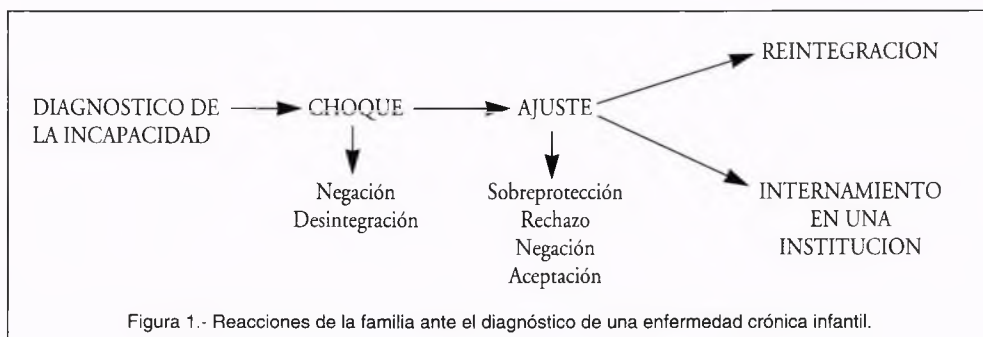 DIAGNOSTICO DE
LA INCAPACIDAD
CHOQUE
Negación
Desintegración
AJUSTE
Sobreprotección
Rechazo
Negación
Aceptación
REINTEGRACION
INTERNAMIENTO
EN UNA
INSTITUCION
Figura 1.- Reacciones de la familia ante el diagnóstico de una enfermedad crónica infantil.